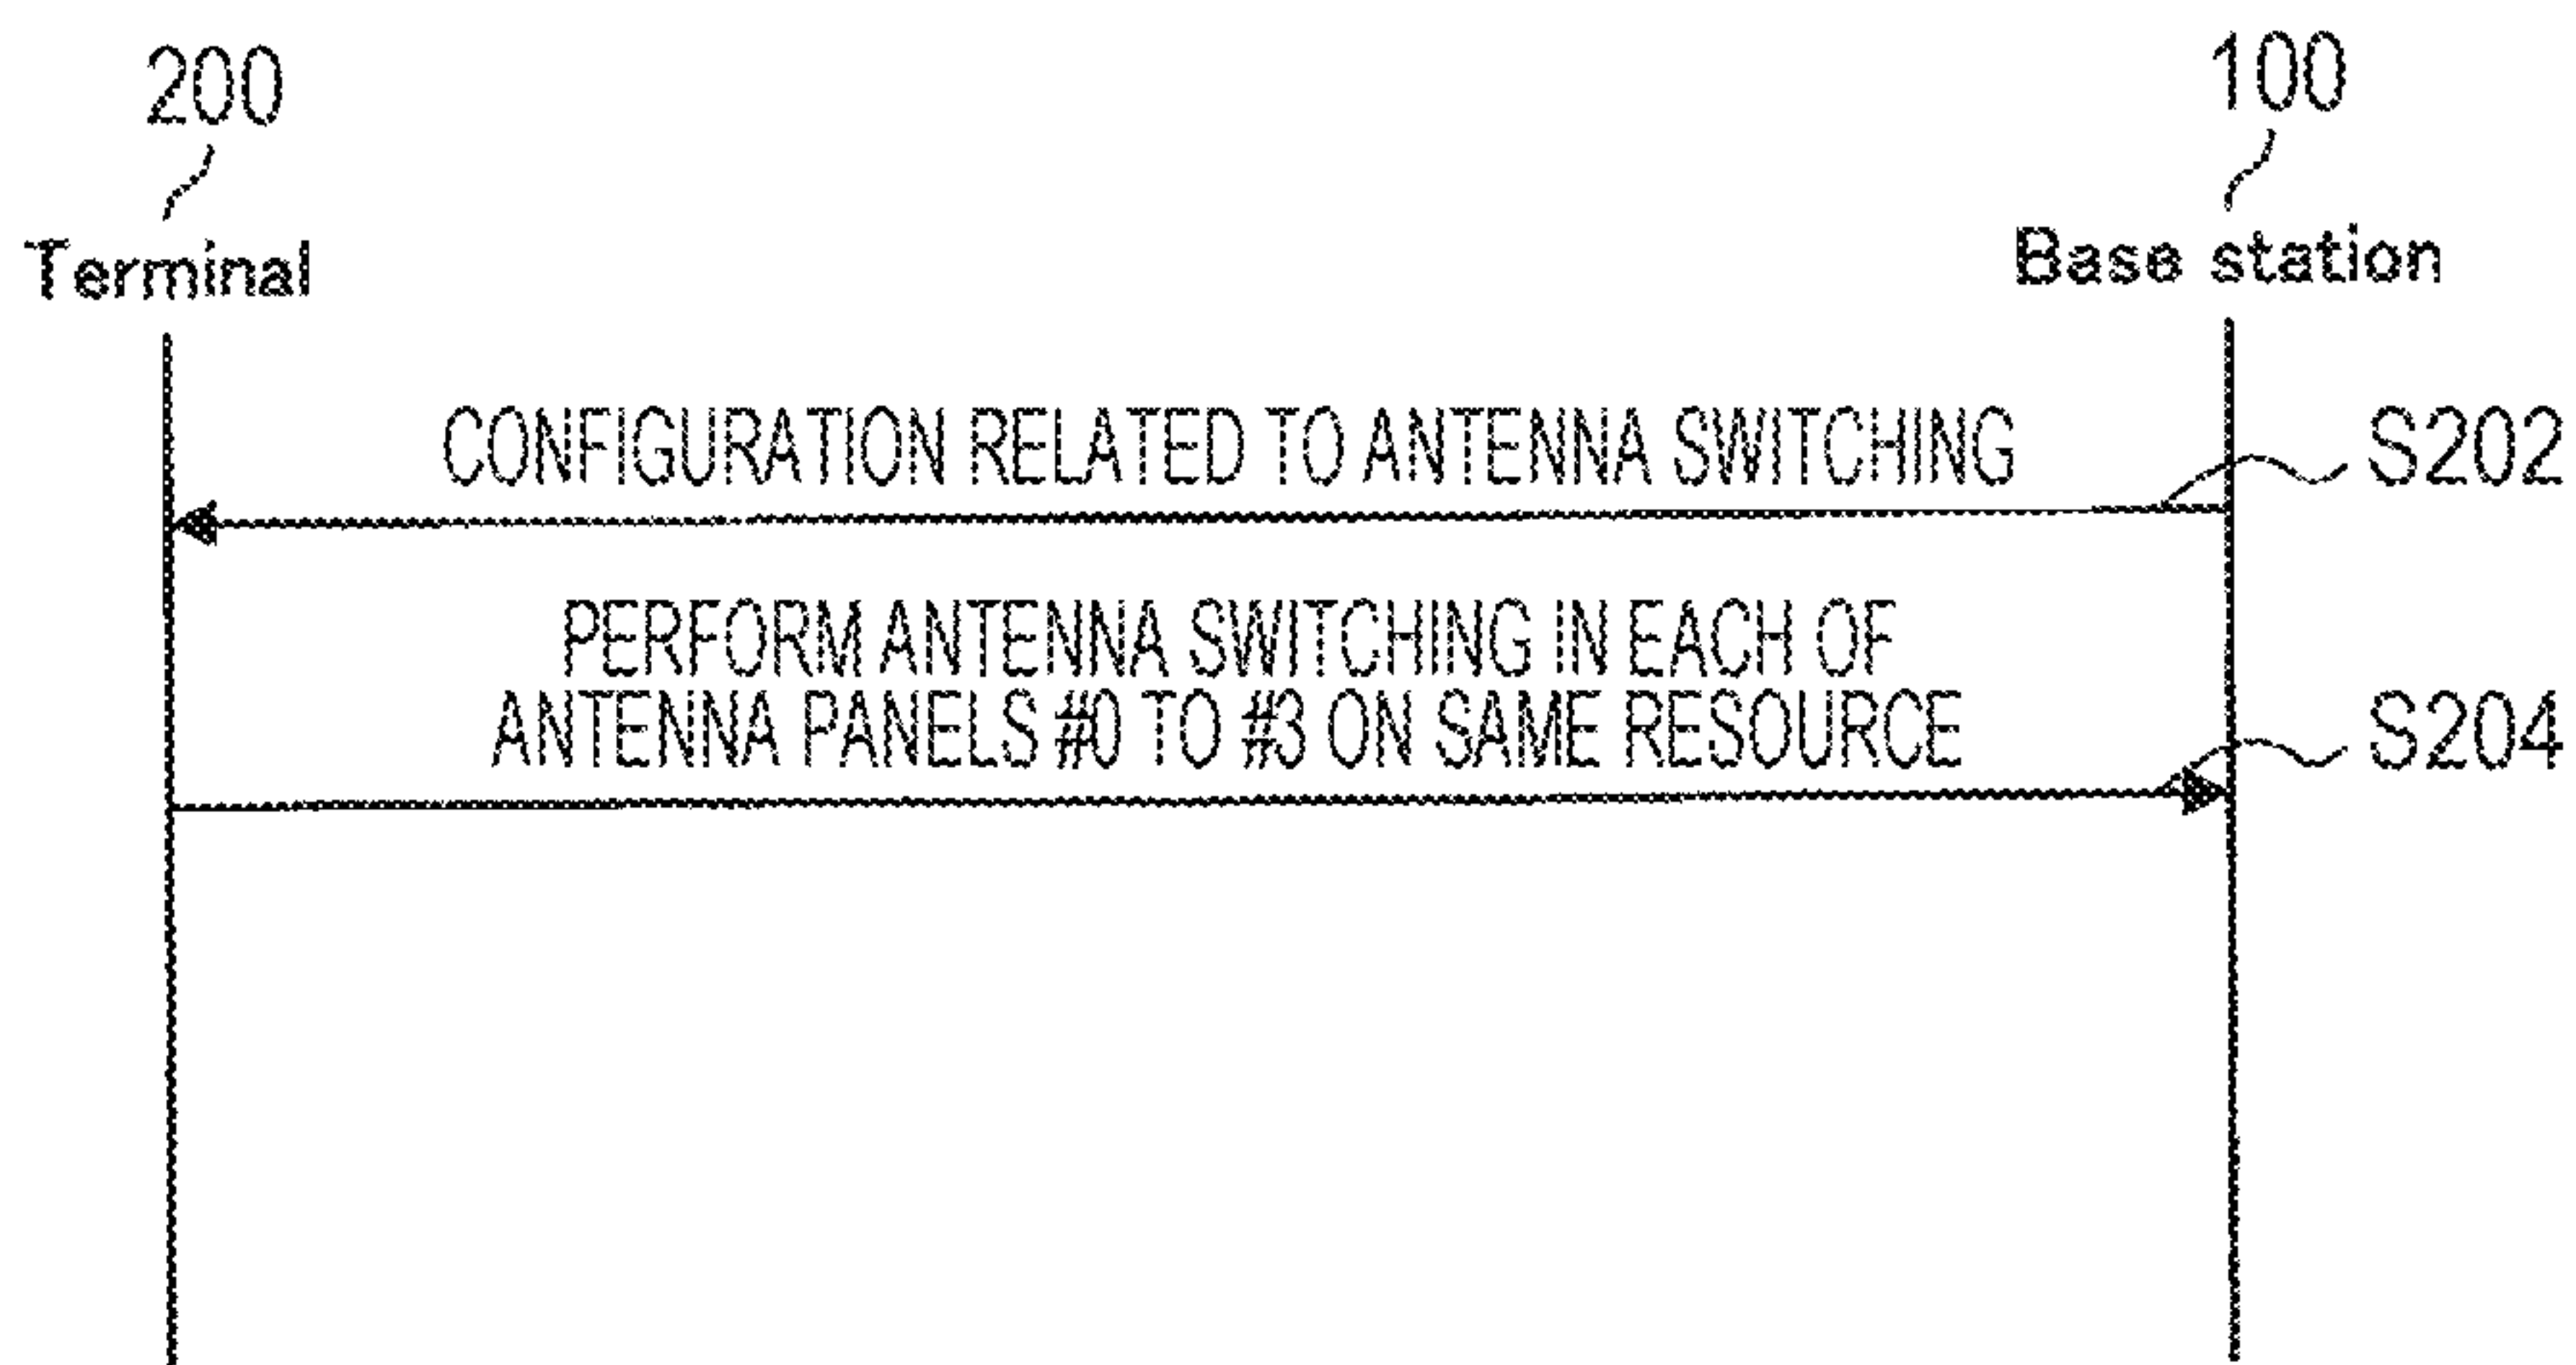 200
100
Terminal
Base station
CONFIGURATION RELATED TO ANTENNA SWITCHING
S202
PERFORM ANTENNA SWITCHING IN EACH OF
ANTENNA PANELS #0 TO #3 ON SAME RESOURCE
S204